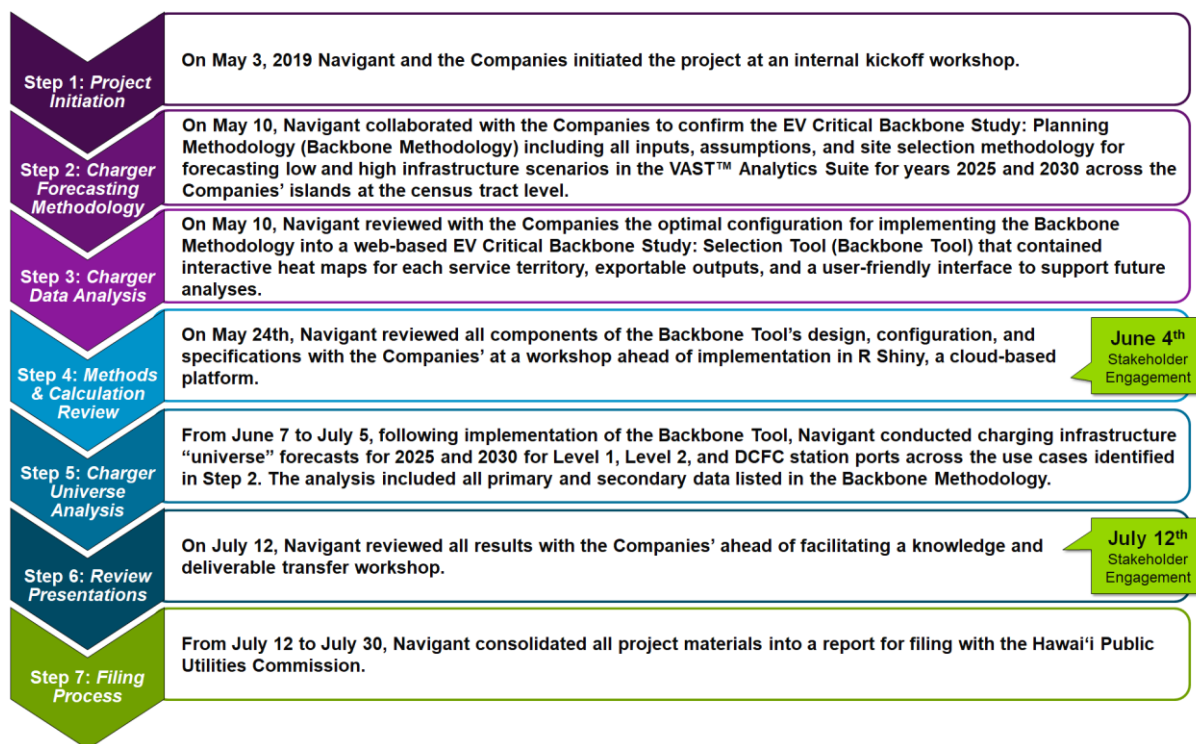 Step 1: Project
Initiation
On May 3, 2019 Navigant and the Companies initiated the project at an internal kickoff workshop.
Step 2: Charger
Forecasting
Methodology
On May 10, Navigant collaborated with the Companies to confirm the EV Critical Backbone Study: Planning
Methodology (Backbone Methodology) including all inputs, assumptions, and site selection methodology for
forecasting low and high infrastructure scenarios in the VAST™ Analytics Suite for years 2025 and 2030 across the
Companies' islands at the census tract level.
Step 3: Charger
Data Analysis
On May 10, Navigant reviewed with the Companies the optimal configuration for implementing the Backbone
Methodology into a web-based EV Critical Backbone Study: Selection Tool (Backbone Tool) that contained
interactive heat maps for each service territory, exportable outputs, and a user-friendly interface to support future
analyses.
Step 4: Methods
& Calculation
Review
On May 24th, Navigant reviewed all components of the Backbone Tool's design, configuration, and
specifications with the Companies' at a workshop ahead of implementation in R Shiny, a cloud-based
platform.
June 4th
Stakeholder
Engagement
Step 5: Charger
Universe
Analysis
From June 7 to July 5, following implementation of the Backbone Tool, Navigant conducted charging infrastructure
"universe" forecasts for 2025 and 2030 for Level 1, Level 2, and DCFC station ports across the use cases identified
in Step 2. The analysis included all primary and secondary data listed in the Backbone Methodology.
Step 6: Review
Presentations
On July 12, Navigant reviewed all results with the Companies' ahead of facilitating a knowledge and
deliverable transfer workshop.
July 12th
Stakeholder
Engagement
Step 7: Filing
Process
From July 12 to July 30, Navigant consolidated all project materials into a report for filing with the Hawai‘i Public
Utilities Commission.